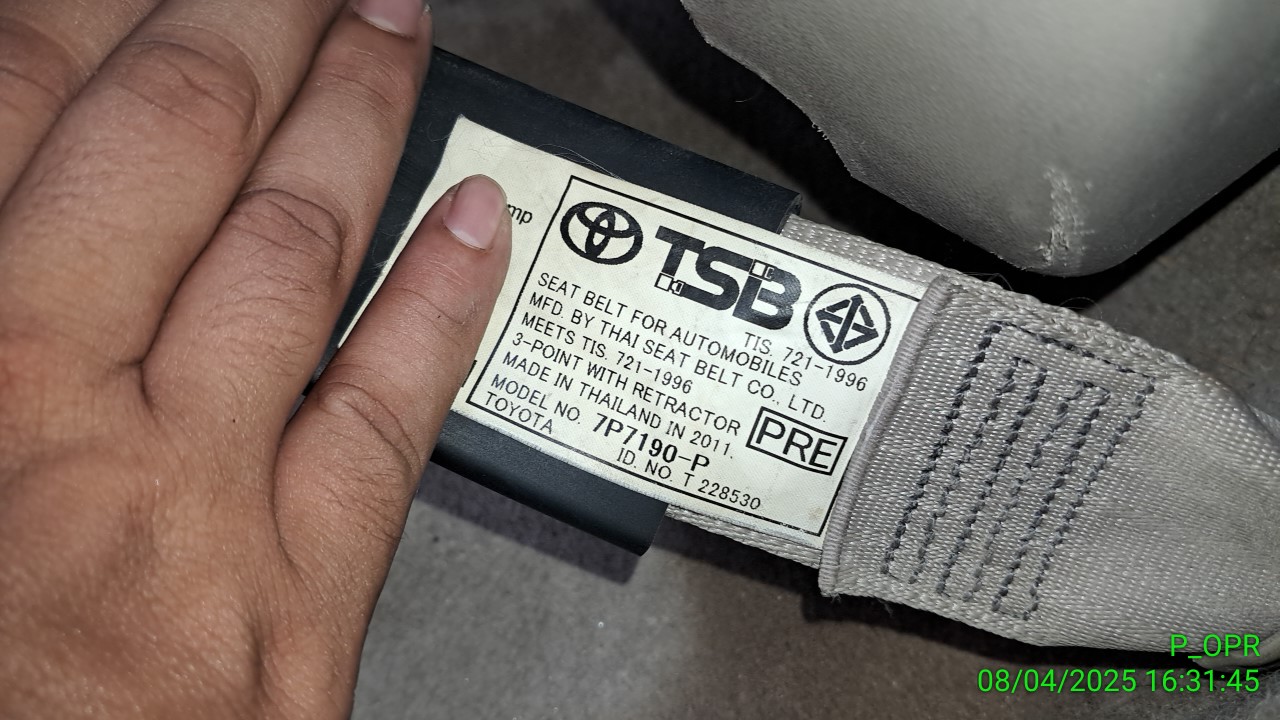 TSB
TIS. 721-1996
SEAT BELT FOR AUTOMOBILES
MFD. BY THAI SEAT BELT CO., LTD.
MEETS TIS. 721-1996
3-POINT WITH RETRACTOR
MADE IN THAILAND IN 2011.
MODEL NO. 7P7190-P
TOYOTA
ID. NO. T 228530
PRE
P_OPR
08/04/2025 16:31:45